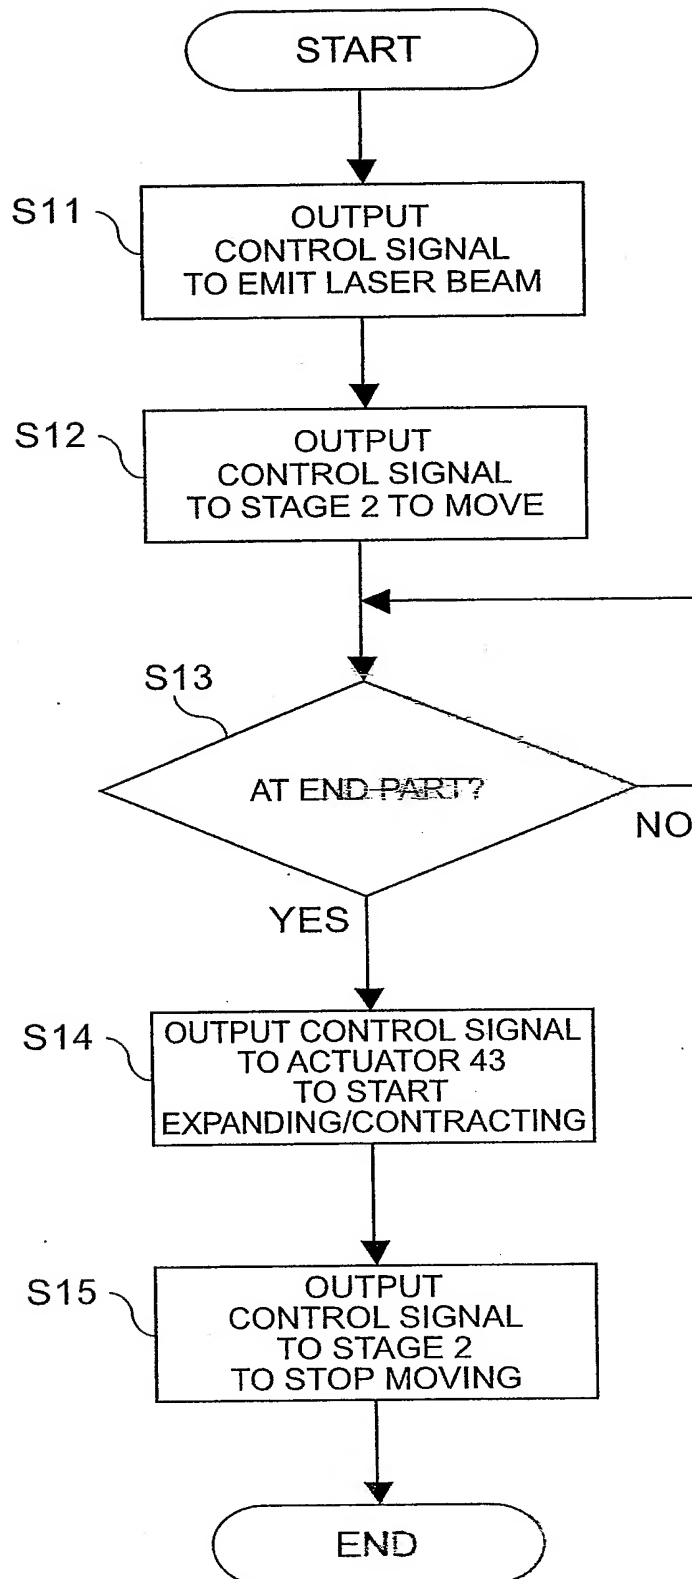 START
S11
OUTPUT
CONTROL SIGNAL
TO EMIT LASER BEAM
S12
OUTPUT
CONTROL SIGNAL
TO STAGE 2 TO MOVE
S13
AT END PART?
NO
YES
S14
OUTPUT CONTROL SIGNAL
TO ACTUATOR 43
TO START
EXPANDING/CONTRACTING
S15
OUTPUT
CONTROL SIGNAL
TO STAGE 2
TO STOP MOVING
END